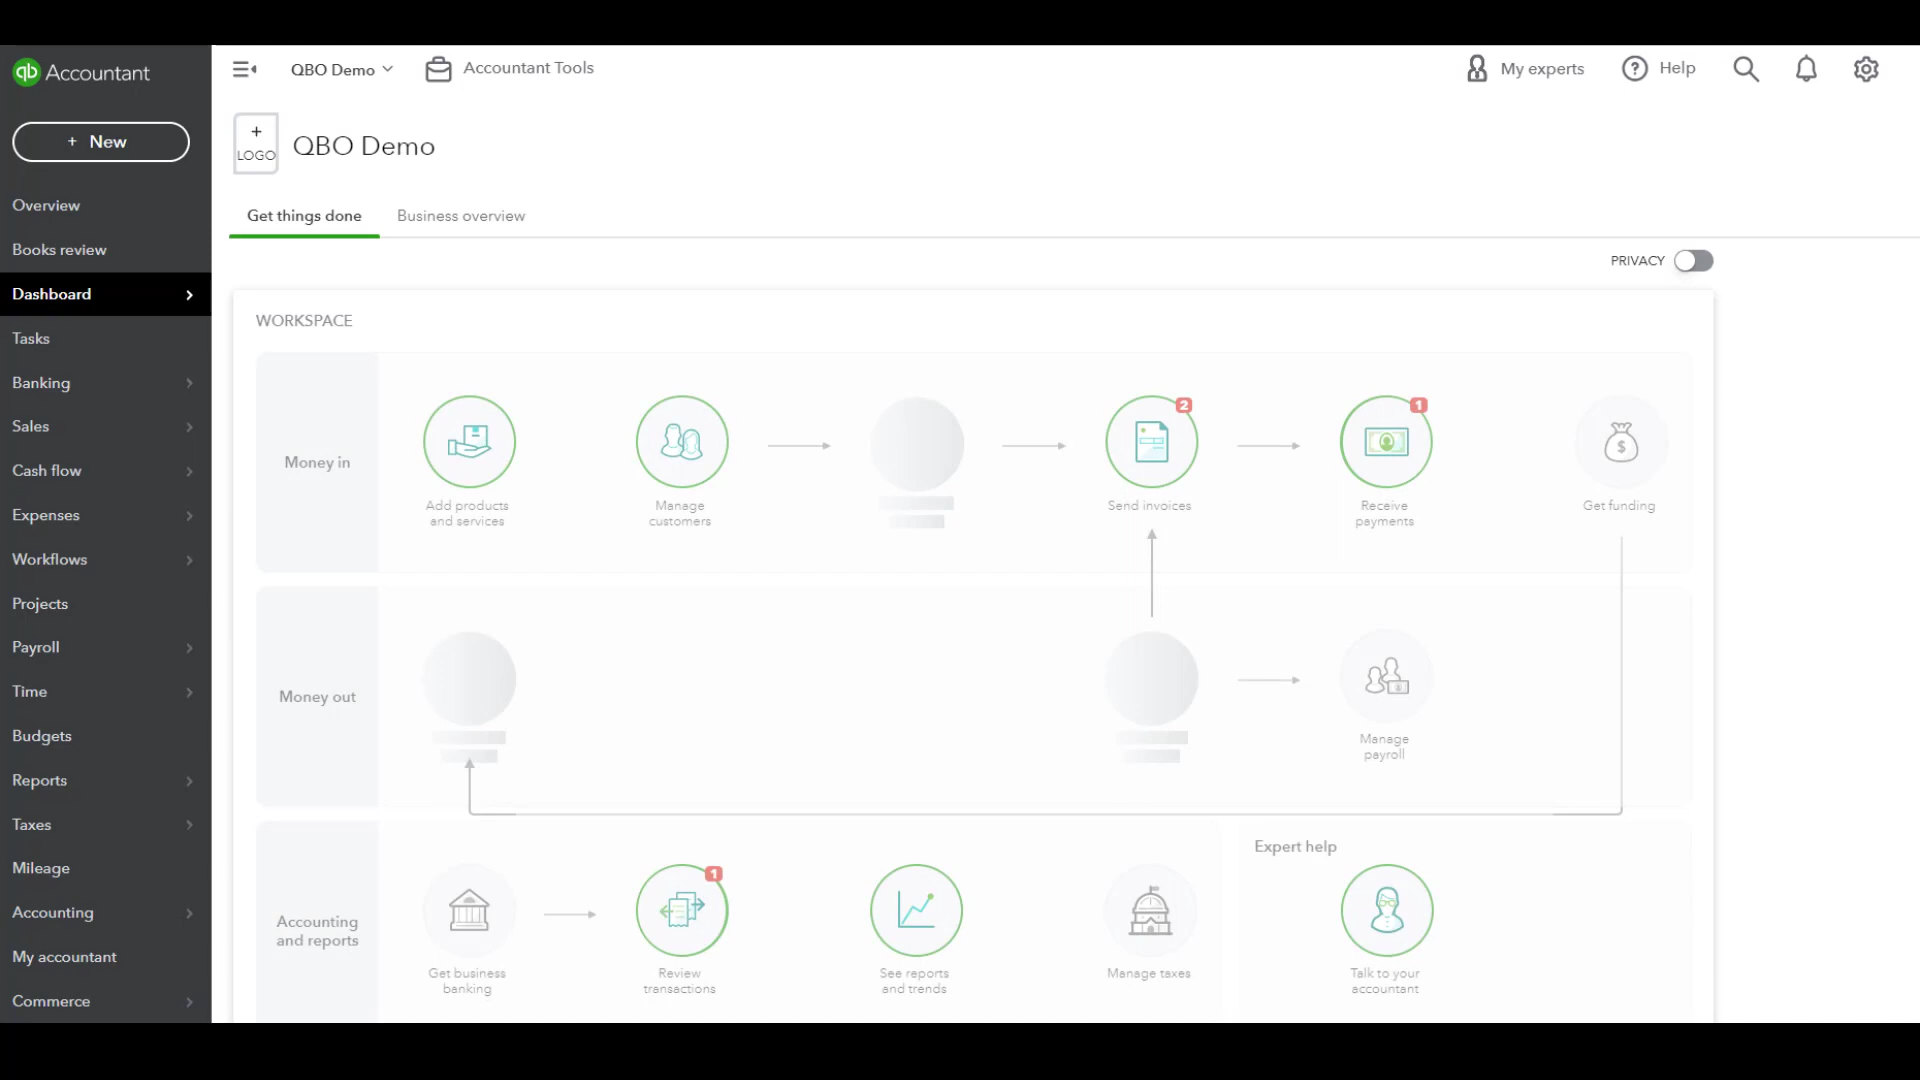 qb Accountant
QBO Demo
Accountant Tools
My experts
? Help
+ New
+
LOGO
QBO Demo
Get things done
Business overview
PRIVACY
Overview
Books review
Dashboard
Tasks
Banking
Sales
Cash flow
Expenses
Workflows
Projects
Payroll
Time
Budgets
Reports
Taxes
Mileage
Accounting
My accountant
Commerce
WORKSPACE
Money in
Add products
and services
Manage
customers
2
Send invoices
1
Receive
payments
$
Get funding
Money out
Manage
payroll
Accounting
and reports
Get business
banking
1
Review
transactions
See reports
and trends
Manage taxes
Expert help
Talk to your
accountant